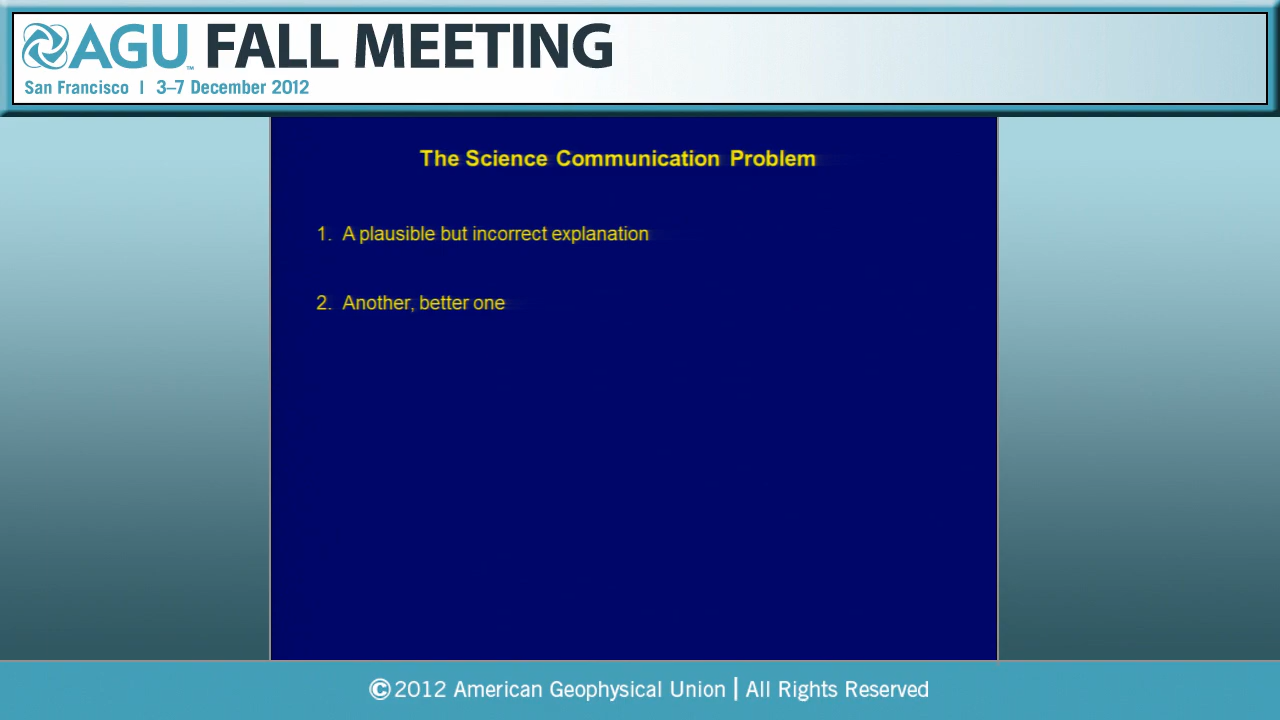 AGU™ FALL MEETING
San Francisco | 3–7 December 2012
The Science Communication Problem
1. A plausible but incorrect explanation
2. Another, better one
©2012 American Geophysical Union | All Rights Reserved